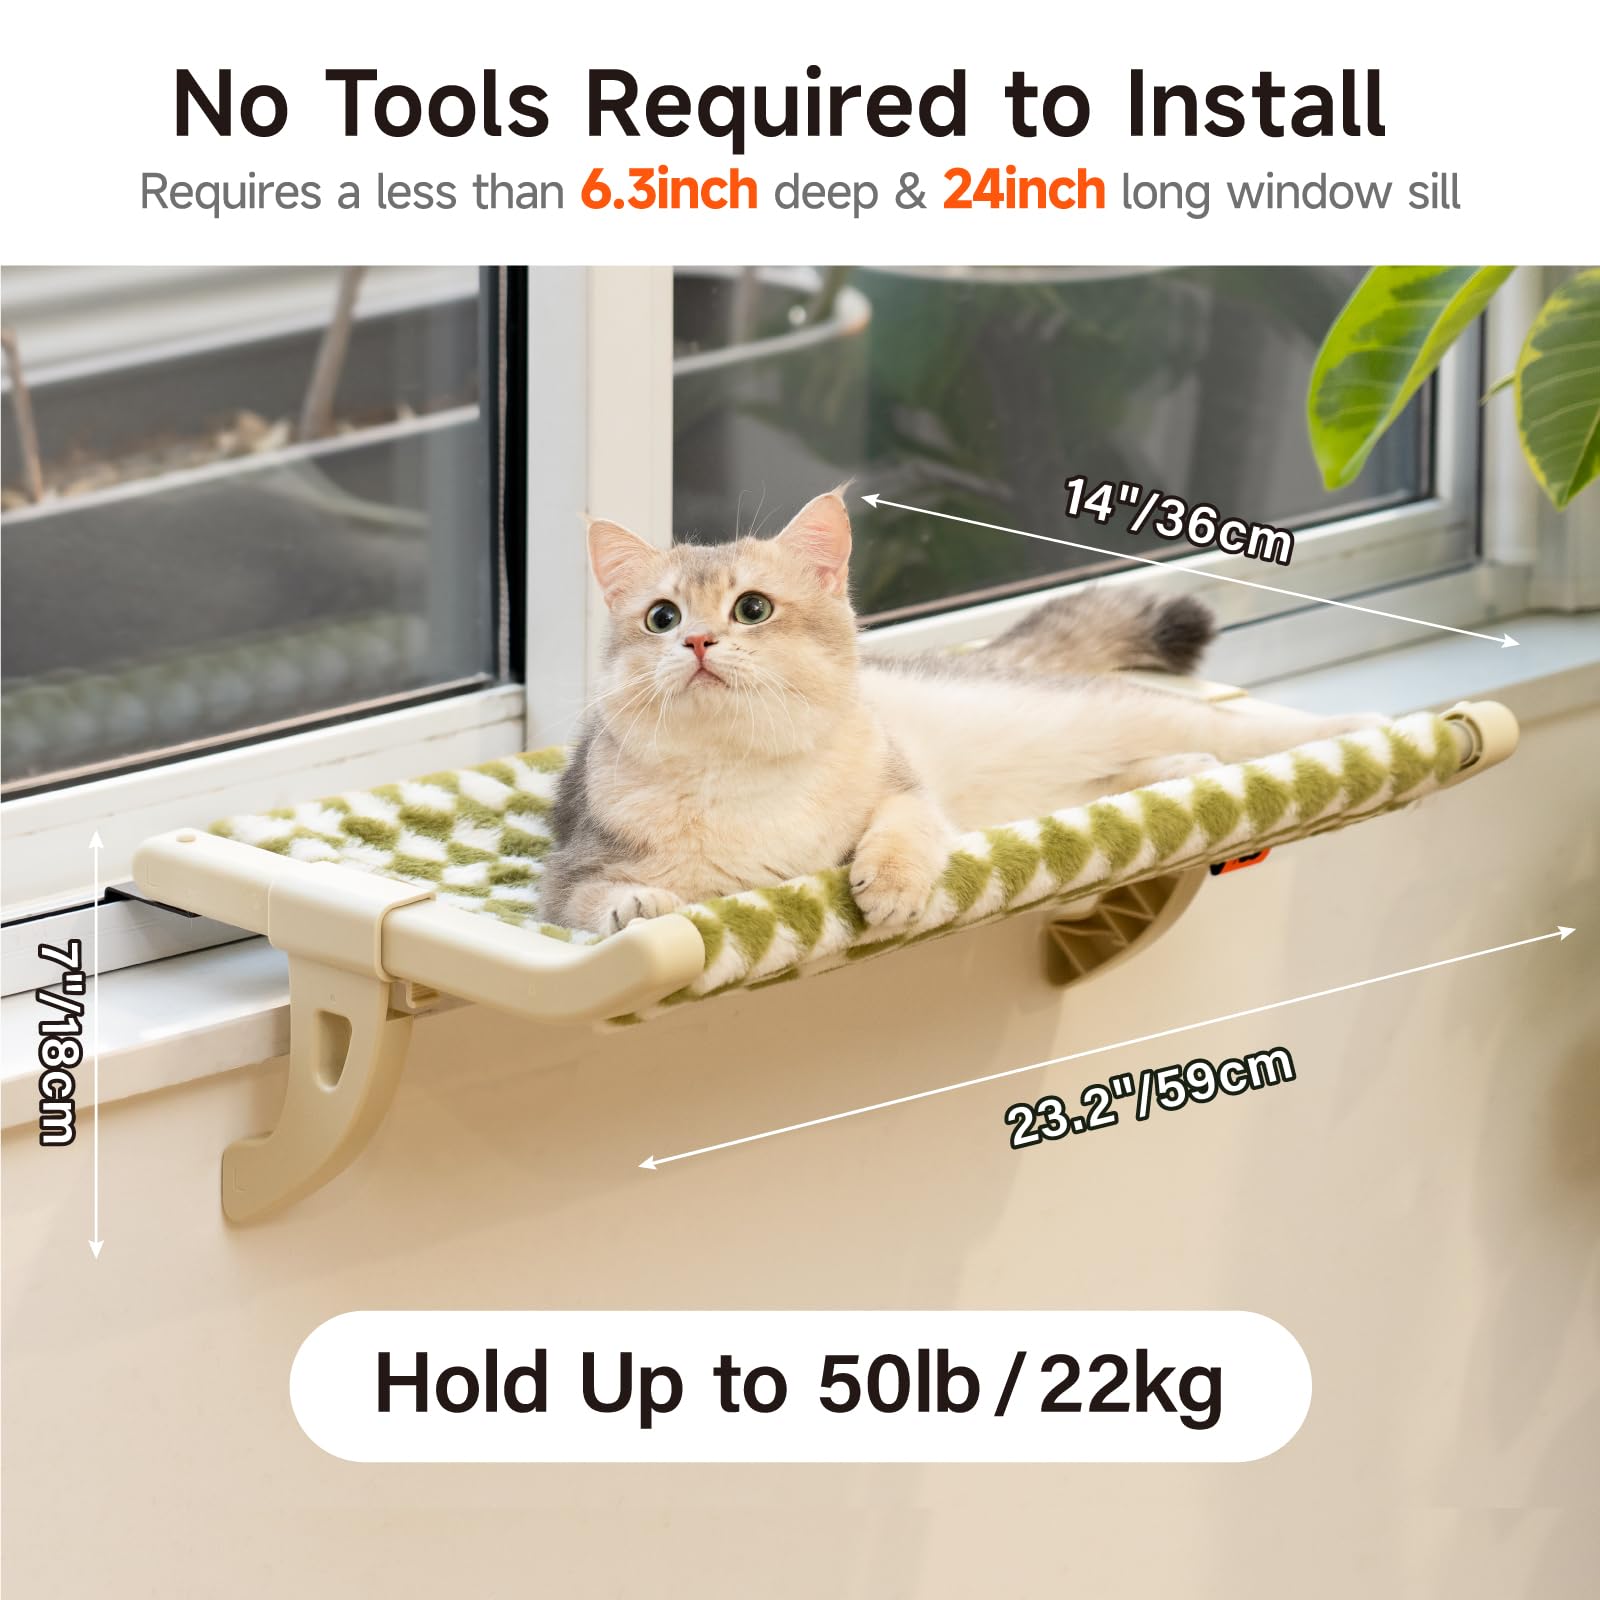 No Tools Required to Install
Requires a less than 6.3inch deep & 24inch long window sill
14"/36cm
7"/18cm
23.2"/59cm
Hold Up to 50lb/22kg